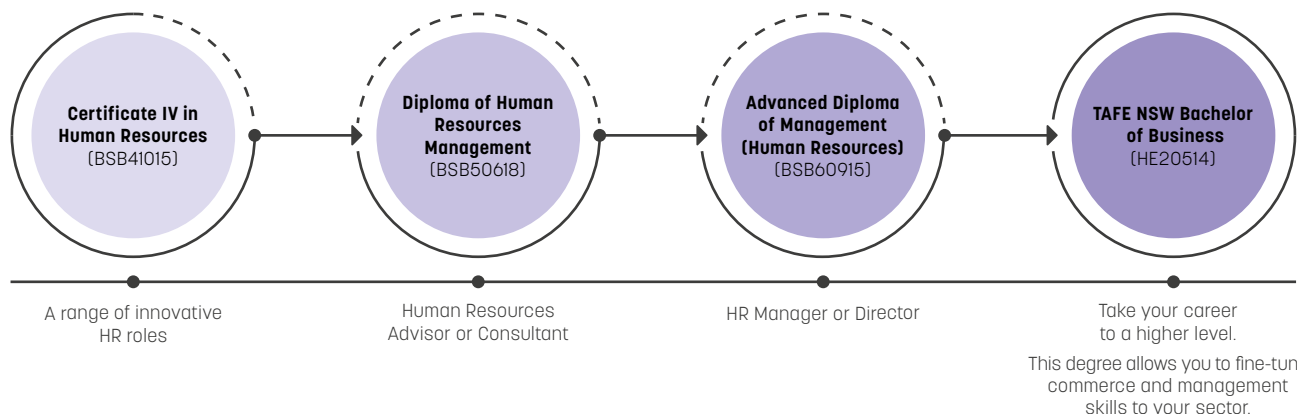 Certificate IV in
Human Resources
(BSB41015)
Diploma of Human
Resources
Management
(BSB50618)
Advanced Diploma
of Management
(Human Resources)
(BSB60915)
TAFE NSW Bachelor
of Business
(HE20514)
A range of innovative
HR roles
Human Resources
Advisor or Consultant
HR Manager or Director
Take your career
to a higher level.
This degree allows you to fine-tun
commerce and management
skills to your sector.